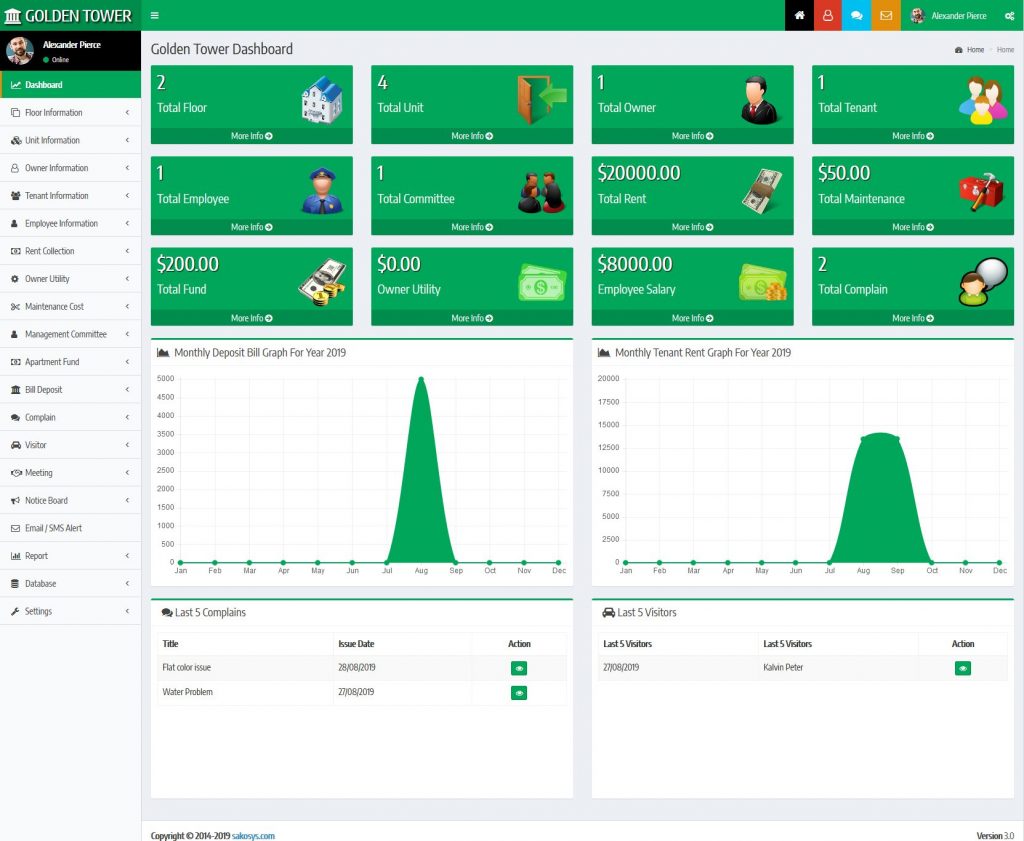 GOLDEN TOWER
Alexander Pierce
Alexander Pierce
Online
Dashboard
Floor Information
Unit Information
Owner Information
Tenant Information
Employee Information
Rent Collection
Owner Utility
Maintenance Cost
Management Committee
Apartment Fund
Bill Deposit
Complain
Visitor
Meeting
Notice Board
Email / SMS Alert
Report
Database
Settings
Golden Tower Dashboard
Home
Home
2
Total Floor
More Info
4
Total Unit
More Info
1
Total Owner
More Info
1
Total Tenant
More Info
1
Total Employee
More Info
1
Total Committee
More Info
$20000.00
Total Rent
More Info
$50.00
Total Maintenance
More Info
$200.00
Total Fund
More Info
$0.00
Owner Utility
More Info
$8000.00
Employee Salary
More Info
2
Total Complain
More Info
Monthly Deposit Bill Graph For Year 2019
5000
4500
4000
3500
3000
2500
2000
1500
1000
500
0
Jan Feb Mar Apr May Jun Jul Aug Sep Oct Nov Dec
Monthly Tenant Rent Graph For Year 2019
20000
17500
15000
12500
10000
7500
5000
2500
0
Jan Feb Mar Apr May Jun Jul Aug Sep Oct Nov Dec
Last 5 Complains
Title Issue Date Action
Flat color issue 28/08/2019
Water Problem 27/08/2019
Last 5 Visitors
Last 5 Visitors Last 5 Visitors Action
27/08/2019 Kalvin Peter
Copyright © 2014-2019 sakosys.com
Version 3.0